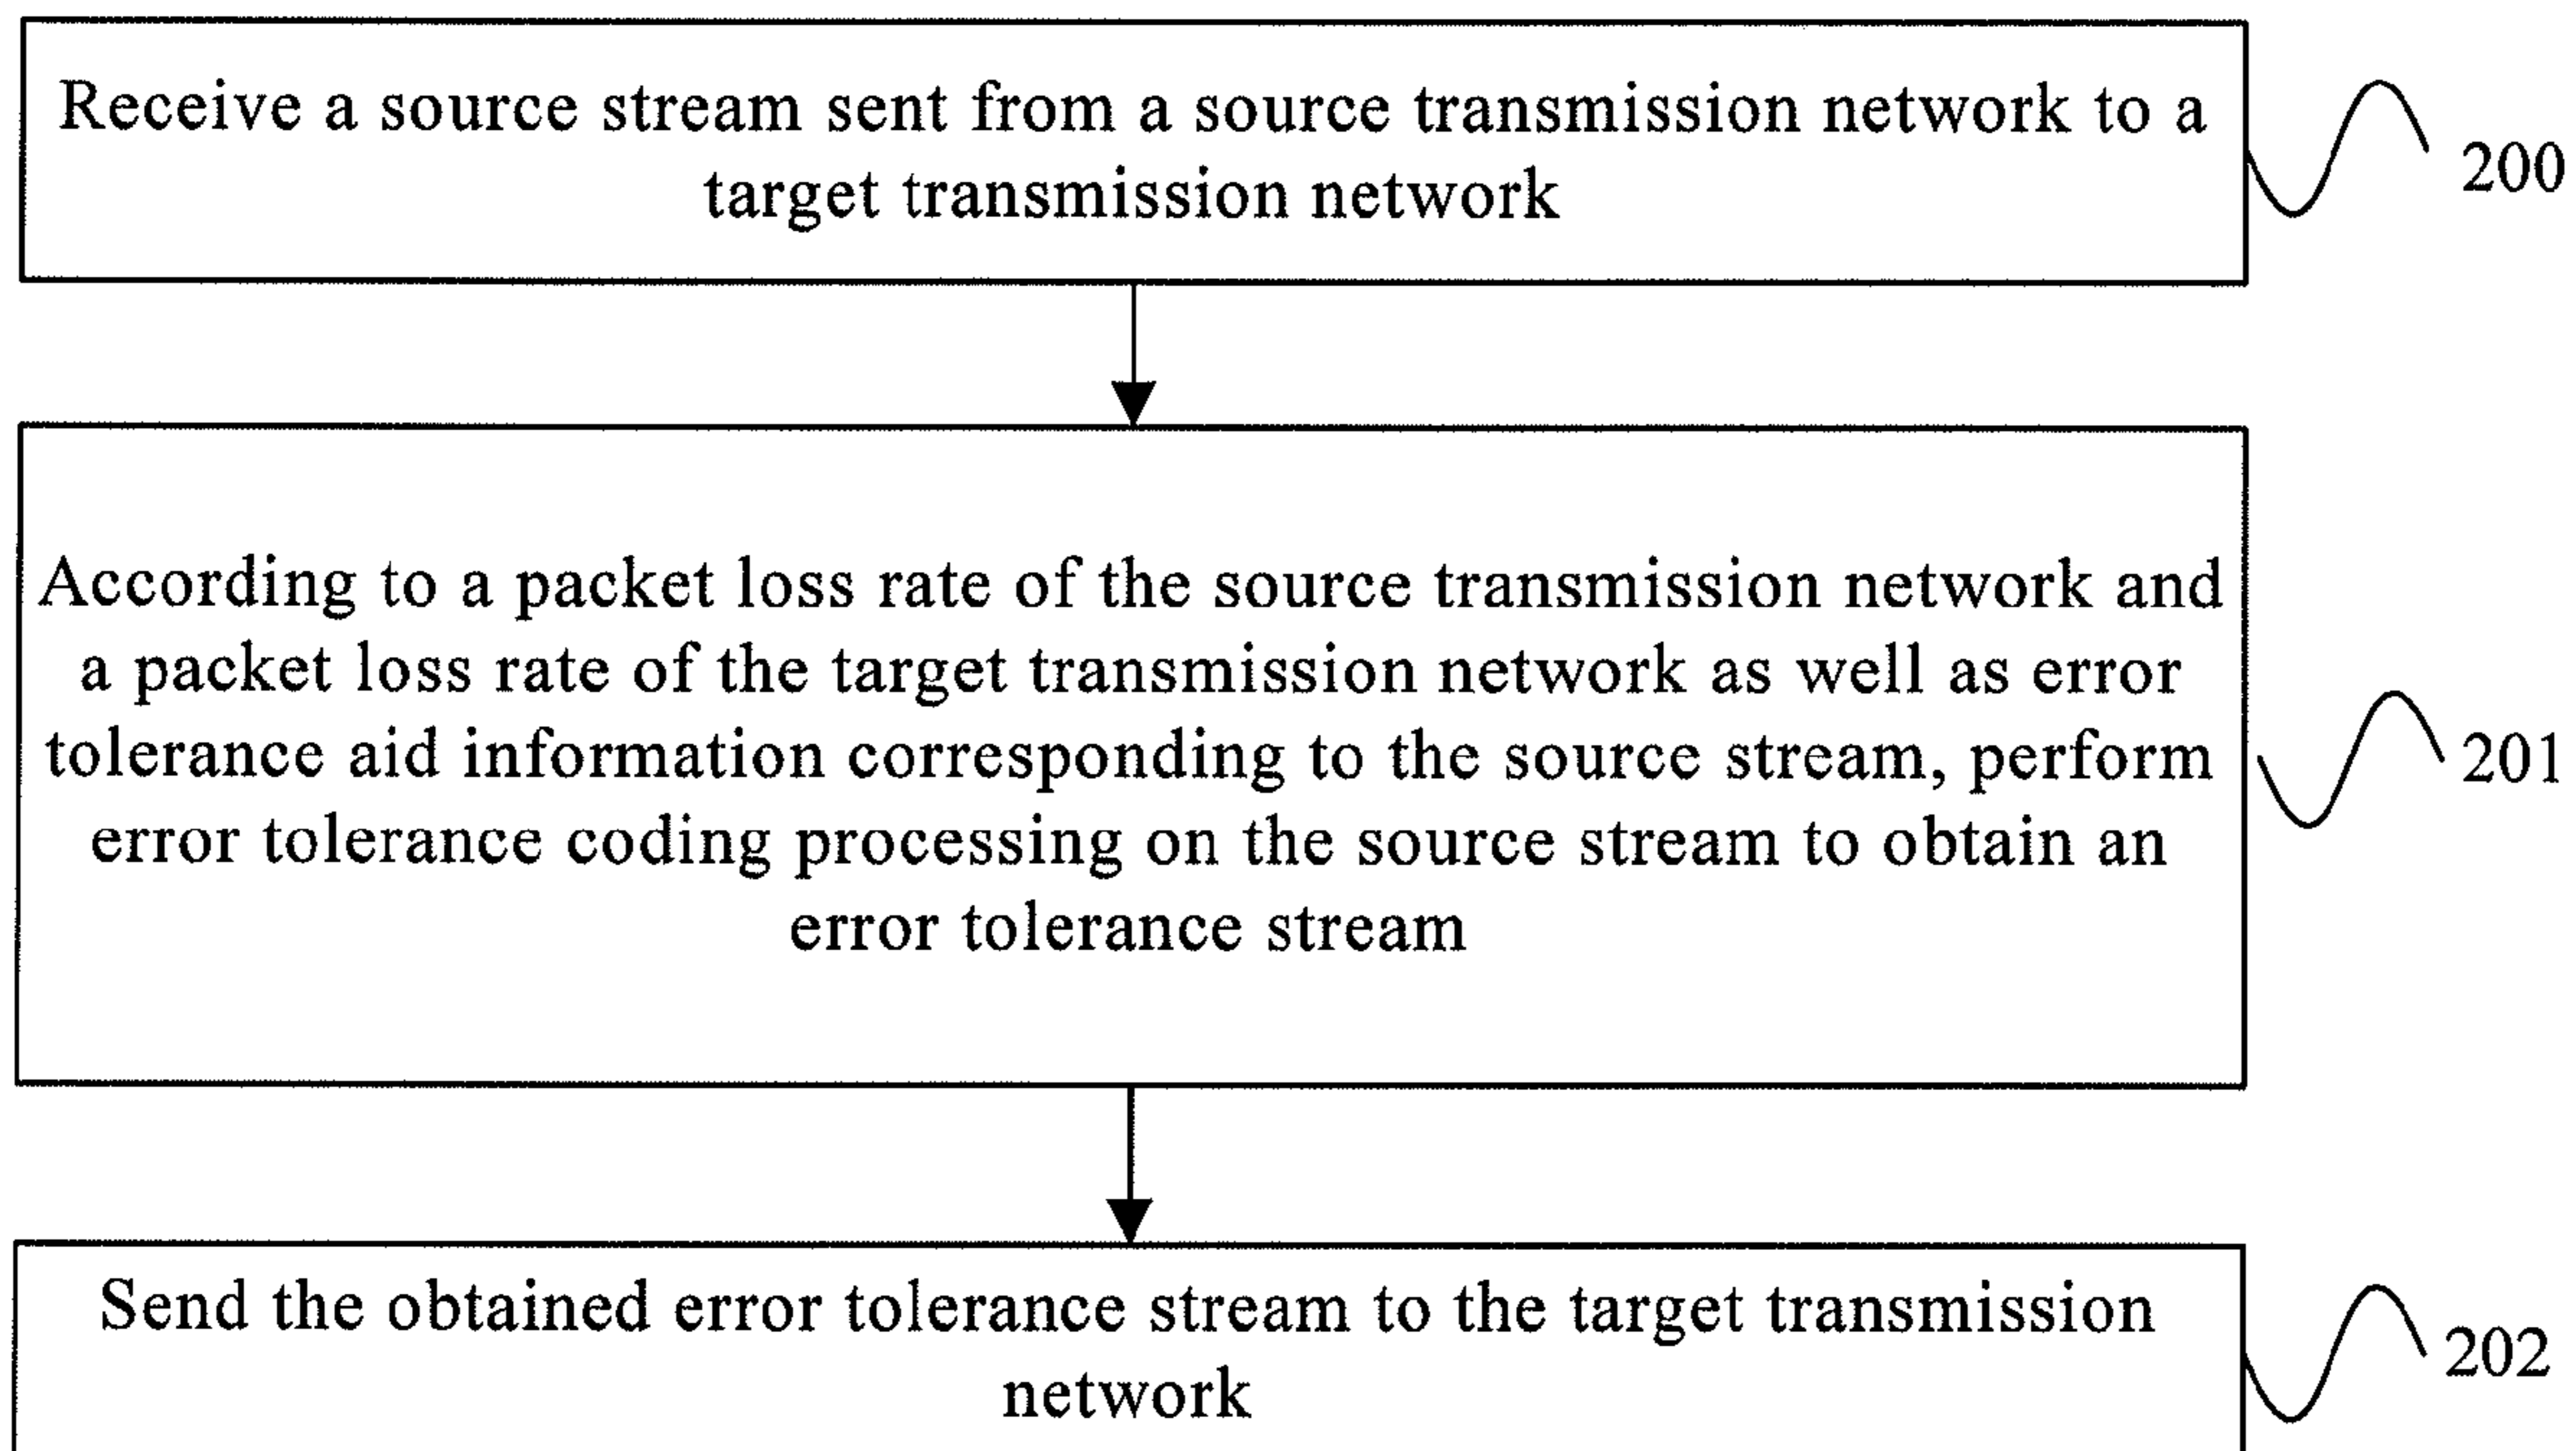 Receive a source stream sent from a source transmission network to a
target transmission network
200
According to a packet loss rate of the source transmission network and
a packet loss rate of the target transmission network as well as error
tolerance aid information corresponding to the source stream, perform
error tolerance coding processing on the source stream to obtain an
error tolerance stream
201
Send the obtained error tolerance stream to the target transmission
network
202